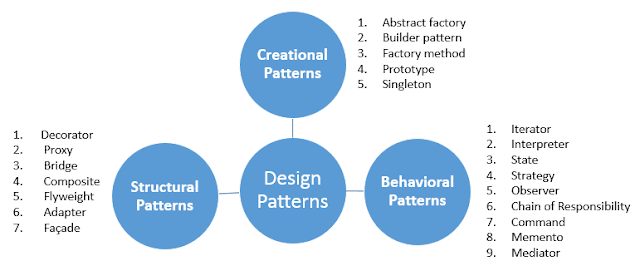 Creational
Patterns
1. Abstract factory
2. Builder pattern
3. Factory method
4. Prototype
5. Singleton
1. Decorator
2. Proxy
3. Bridge
4. Composite
5. Flyweight
6. Adapter
7. Façade
Structural
Patterns
Design
Patterns
Behavioral
Patterns
1. Iterator
2. Interpreter
3. State
4. Strategy
5. Observer
6. Chain of Responsibility
7. Command
8. Memento
9. Mediator